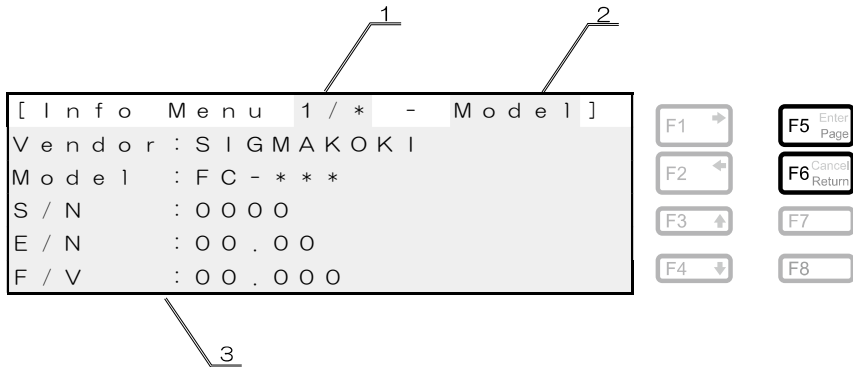 1
2
[Info Menu 1/* - Model]
Vendor:SIGMAKOKI
Model :FC-***
S/N :0000
E/N :00.00
F/V :00.000
3
F1
F5 Enter Page
F2
F6 Cancel Return
F3
F7
F4
F8